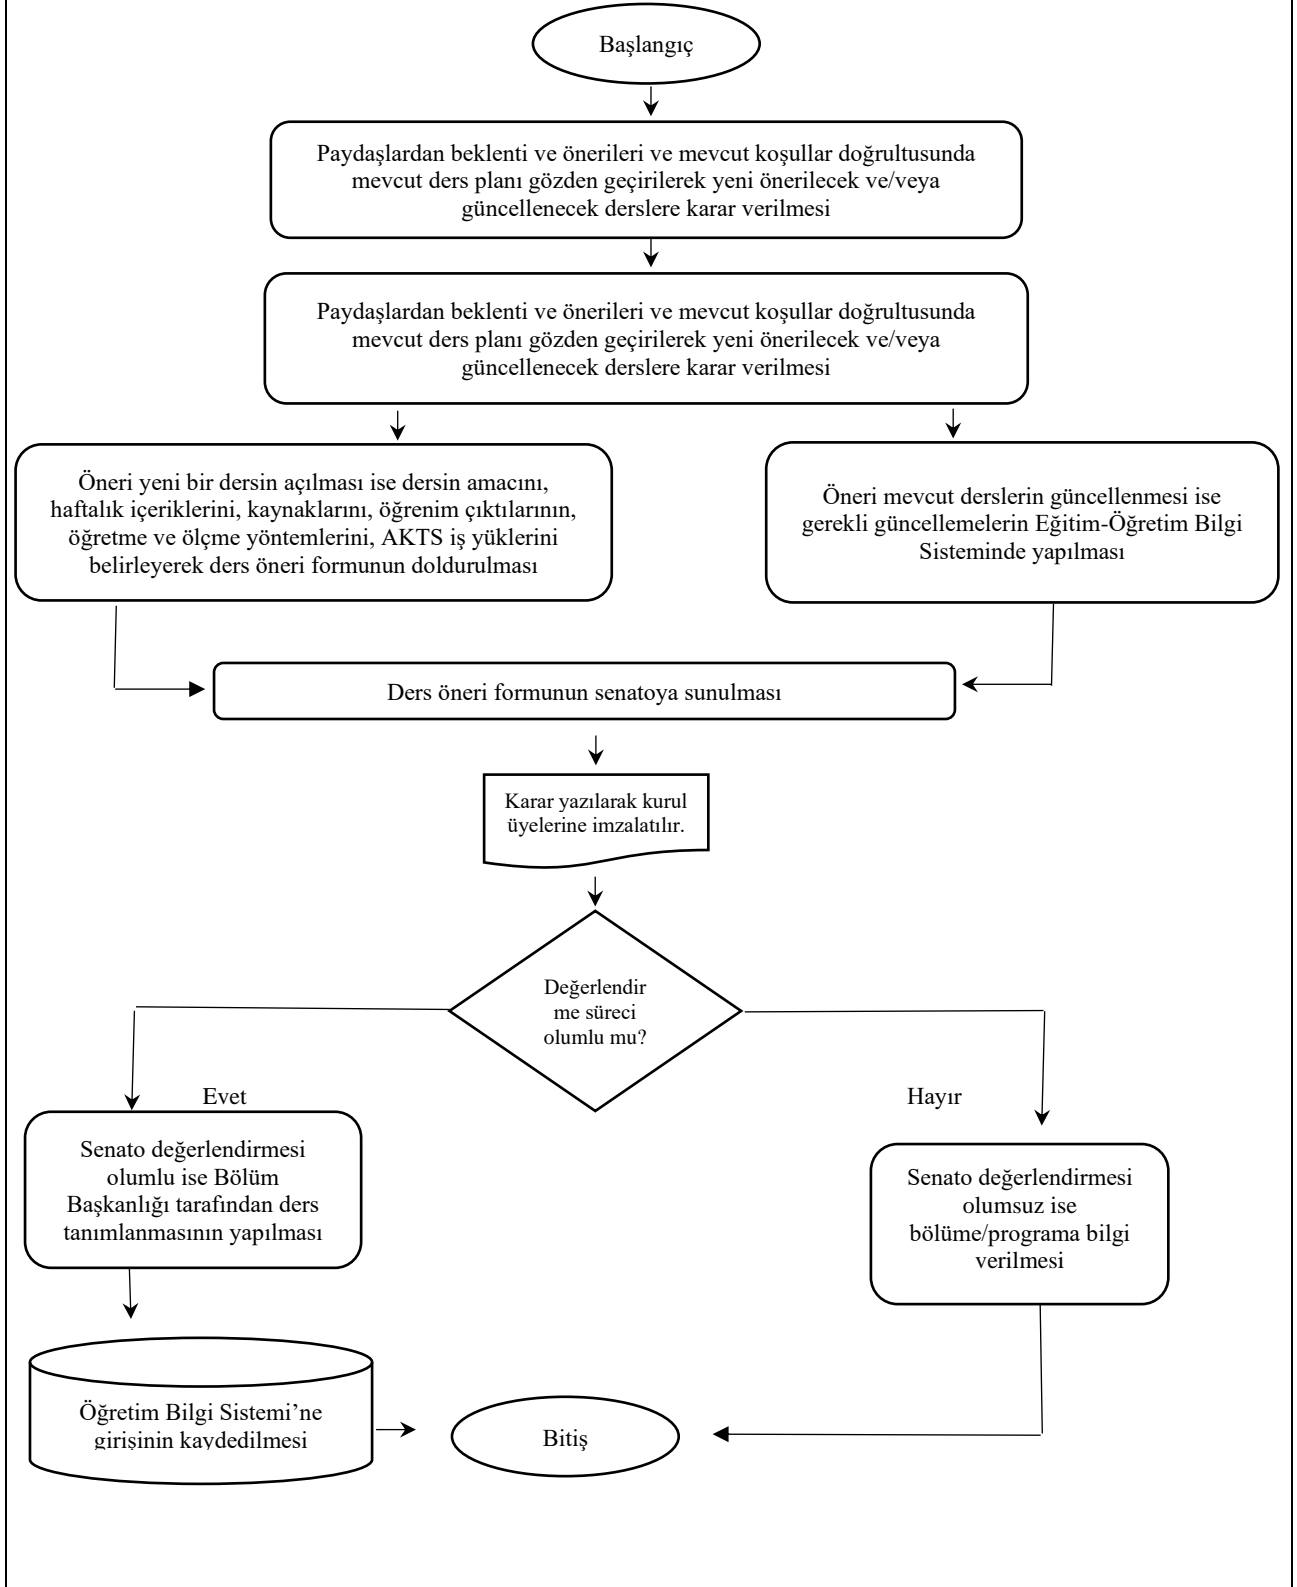 Başlangıç
Paydaşlardan beklenti ve önerileri ve mevcut koşullar doğrultusunda
mevcut ders planı gözden geçirilerek yeni önerilecek ve/veya
güncellenecek derslere karar verilmesi
Paydaşlardan beklenti ve önerileri ve mevcut koşullar doğrultusunda
mevcut ders planı gözden geçirilerek yeni önerilecek ve/veya
güncellenecek derslere karar verilmesi
Öneri yeni bir dersin açılması ise dersin amacını,
haftalık içeriklerini, kaynaklarını, öğrenim çıktılarının,
öğretme ve ölçme yöntemlerini, AKTS iş yüklerini
belirleyerek ders öneri formunun doldurulması
Öneri mevcut derslerin güncellenmesi ise
gerekli güncellemelerin Eğitim-Öğretim Bilgi
Sisteminde yapılması
Ders öneri formunun senatoya sunulması
Karar yazılarak kurul
üyelerine imzalatılır.
Değerlendir
me süreci
olumlu mu?
Evet
Hayır
Senato değerlendirmesi
olumlu ise Bölüm
Başkanlığı tarafından ders
tanımlanmasının yapılması
Senato değerlendirmesi
olumsuz ise
bölüme/programa bilgi
verilmesi
Öğretim Bilgi Sistemi’ne
girişinin kaydedilmesi
Bitiş